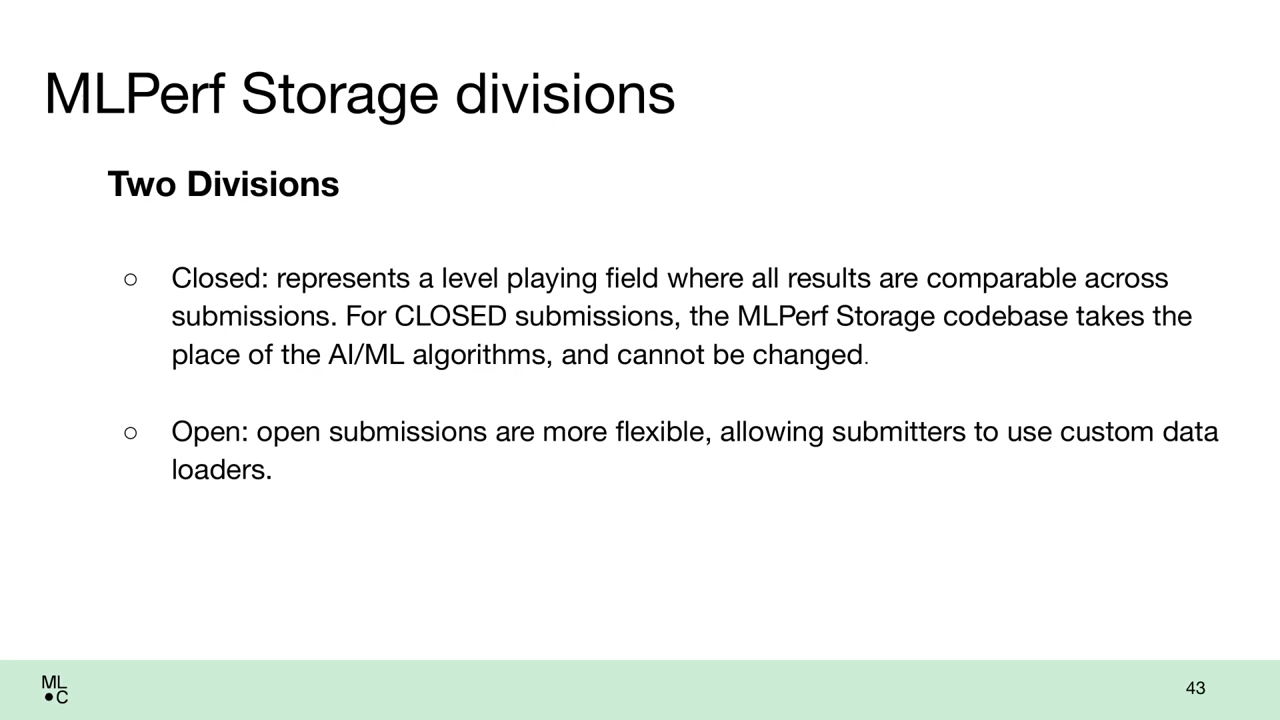 MLPerf Storage divisions
Two Divisions
○ Closed: represents a level playing field where all results are comparable across
submissions. For CLOSED submissions, the MLPerf Storage codebase takes the
place of the AI/ML algorithms, and cannot be changed.
○ Open: open submissions are more flexible, allowing submitters to use custom data
loaders.
ML
C
43